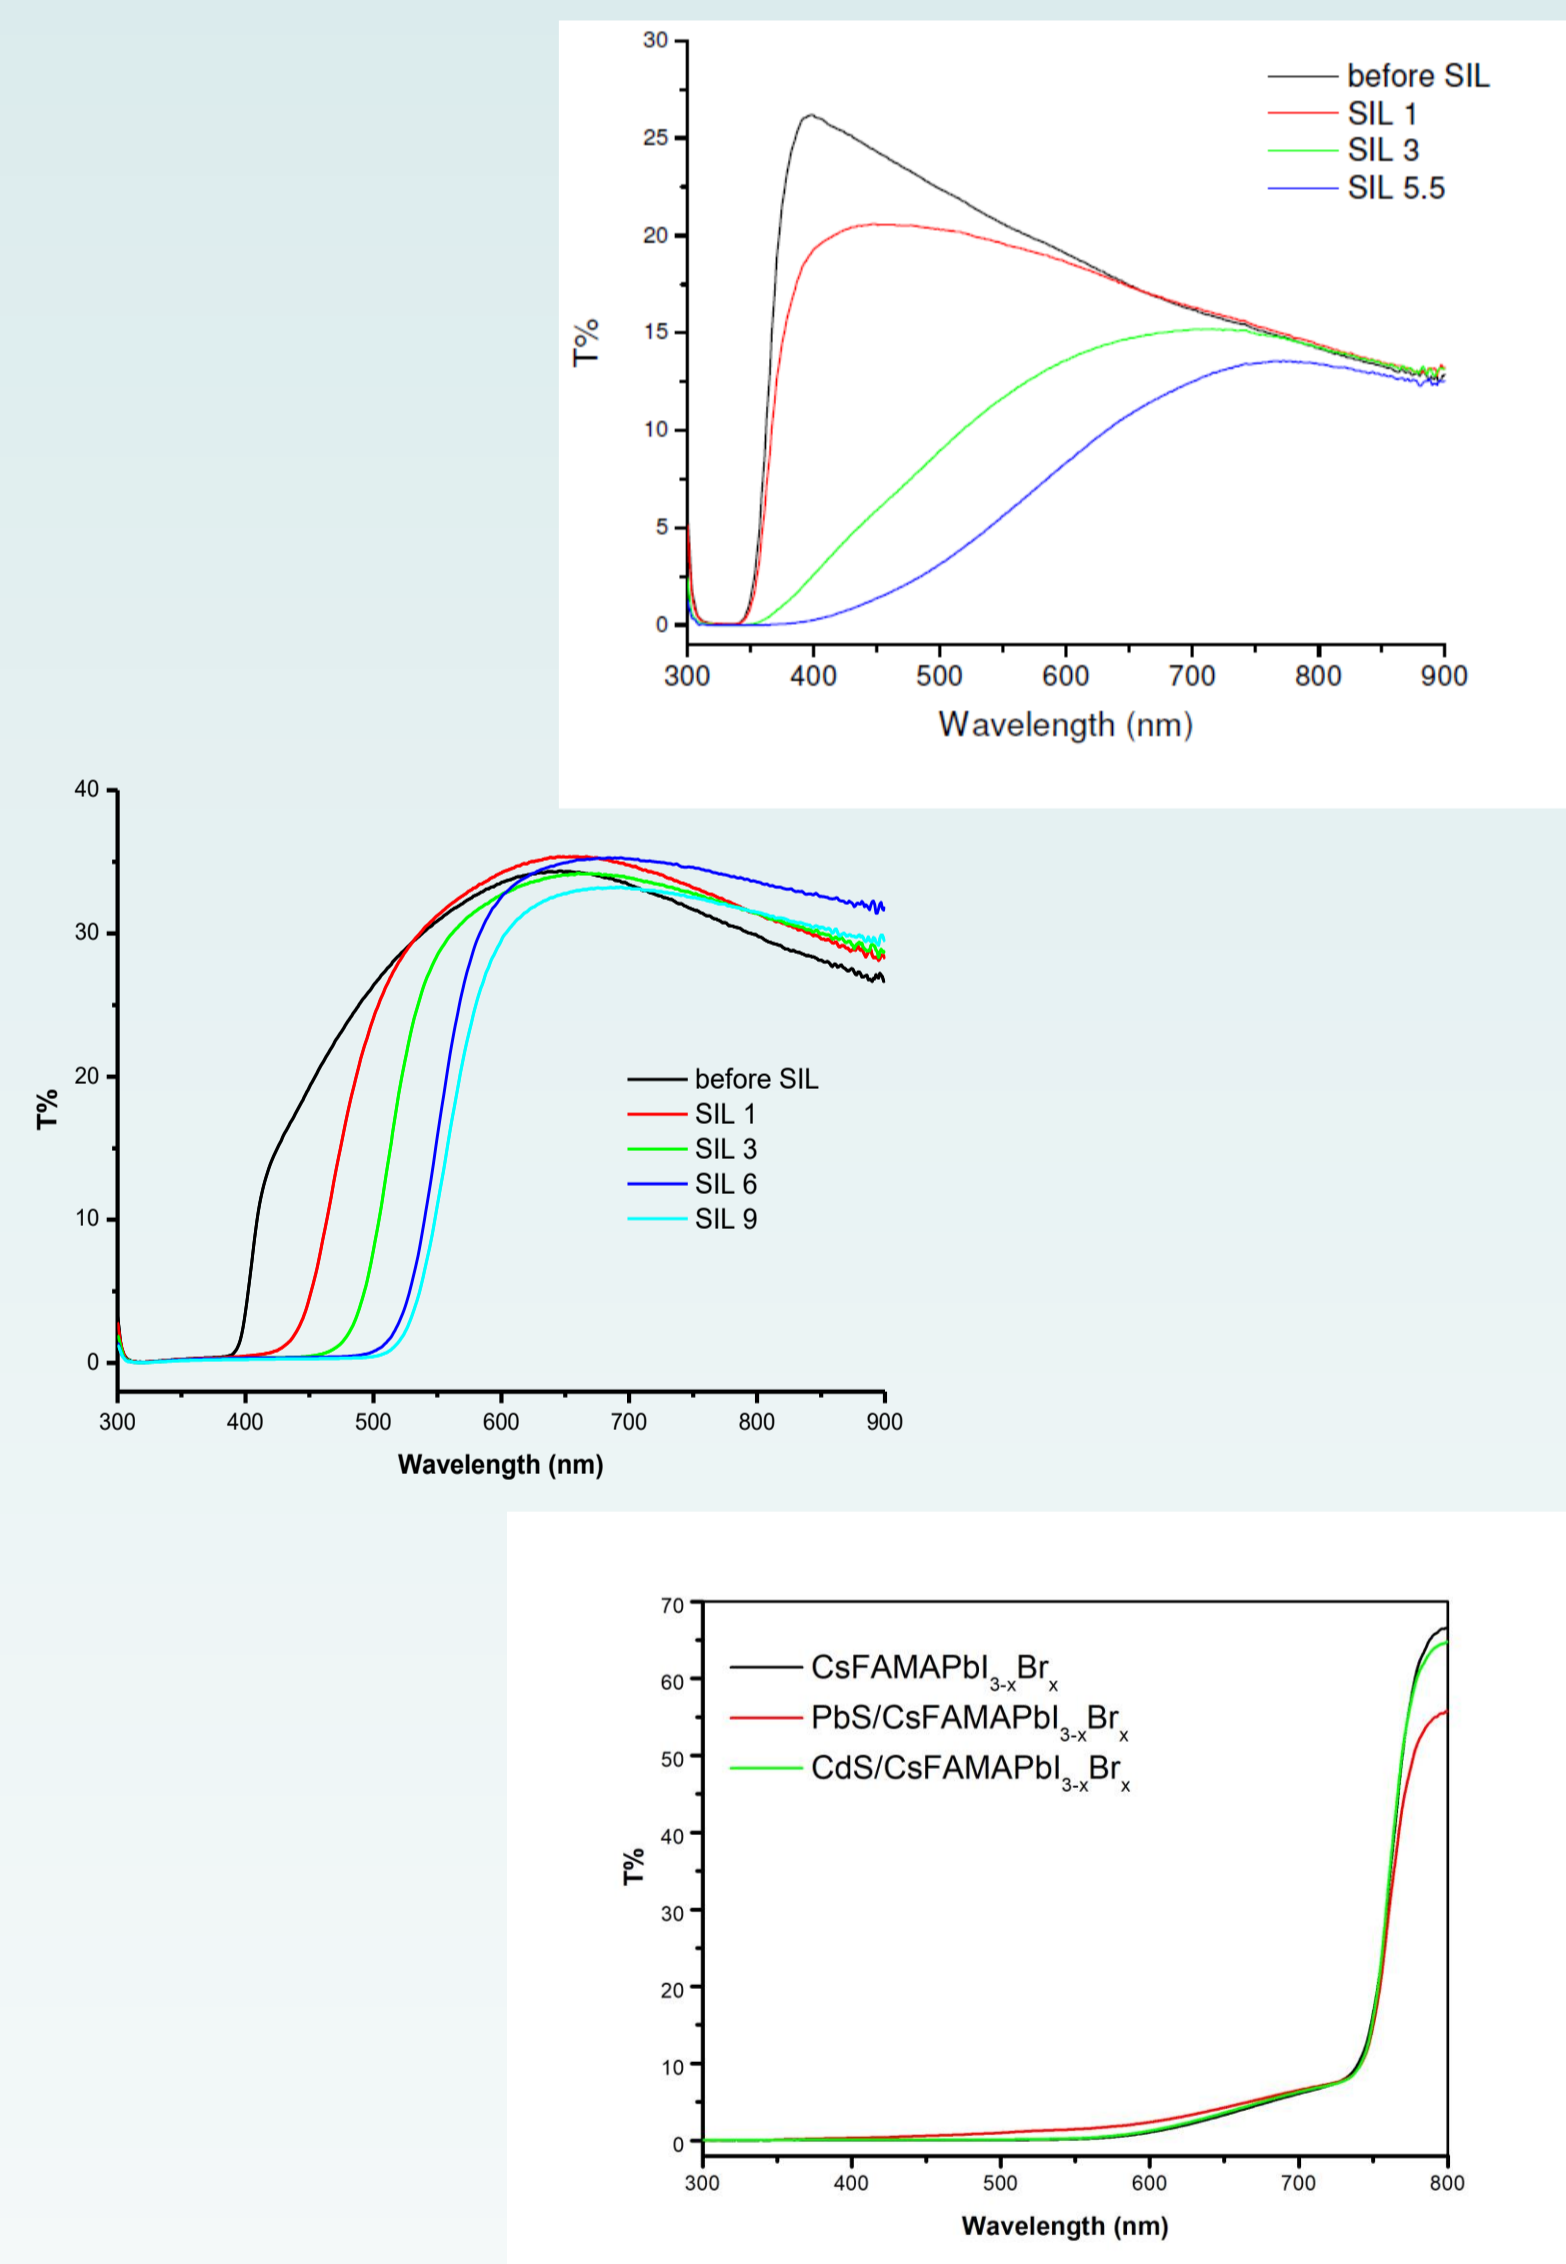 30
25
20
15
10
5
0
T%
before SIL
SIL 1
SIL 3
SIL 5.5
300 400 500 600 700 800 900
Wavelength (nm)
40
30
20
10
0
T%
before SIL
SIL 1
SIL 3
SIL 6
SIL 9
300 400 500 600 700 800 900
Wavelength (nm)
70
60
50
40
30
20
10
0
T%
CsFAMAPbI3-xBrx
PbS/CsFAMAPbI3-xBrx
CdS/CsFAMAPbI3-xBrx
300 400 500 600 700 800
Wavelength (nm)